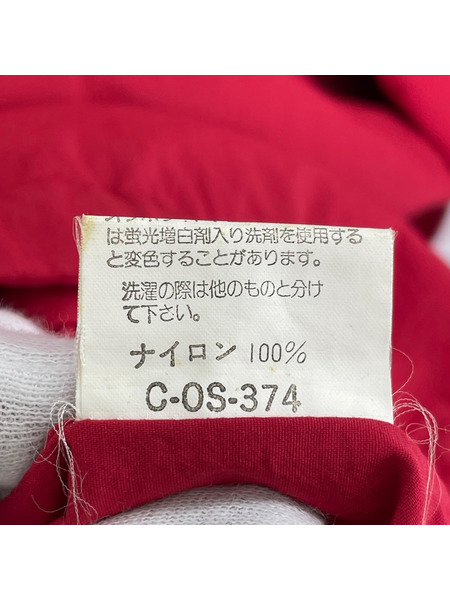 は蛍光増白剤入り洗剤を使用する
と変色することがあります。
洗濯の際は他のものと分け
て下さい。
ナイロン 100%
C-OS-374